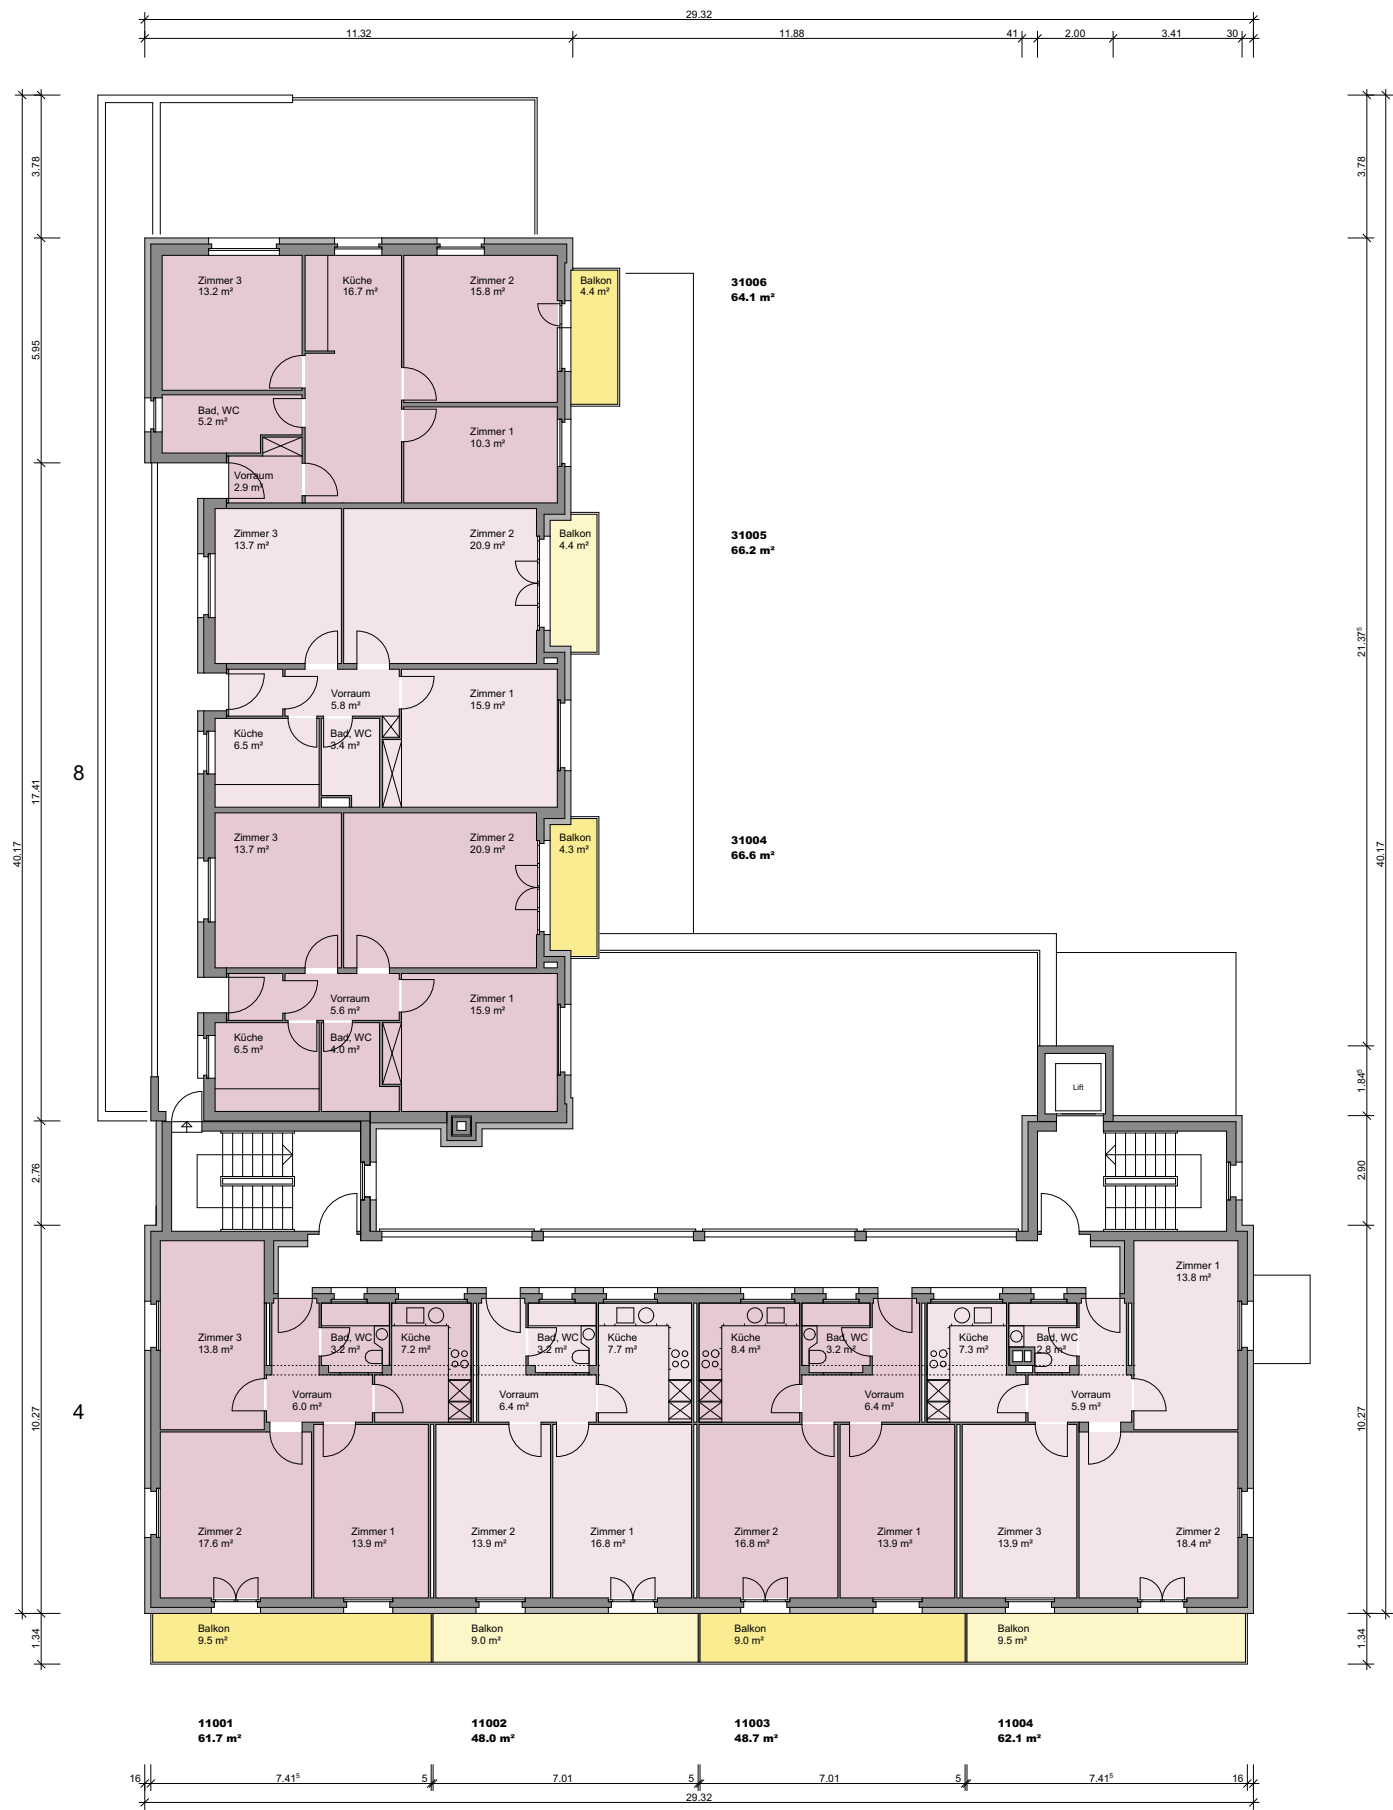 29.32
11.32
11.88
41
2.00
3.41
30
3.78
3.78
Zimmer 3
13.2 m²
Küche
16.7 m²
Zimmer 2
15.8 m²
Balkon
4.4 m²
31006
64.1 m²
5.95
Bad, WC
5.2 m²
Zimmer 1
10.3 m²
Vorraum
2.9 m²
Zimmer 3
13.7 m²
Zimmer 2
20.9 m²
Balkon
4.4 m²
31005
66.2 m²
21.37⁵
Vorraum
5.8 m²
Zimmer 1
15.9 m²
Küche
6.5 m²
Bad, WC
3.4 m²
8
17.41
40.17
40.17
Zimmer 3
13.7 m²
Zimmer 2
20.9 m²
Balkon
4.3 m²
31004
66.6 m²
Vorraum
5.6 m²
Zimmer 1
15.9 m²
Küche
6.5 m²
Bad, WC
4.0 m²
Lift
1.84⁵
2.76
2.90
Zimmer 1
13.8 m²
Zimmer 3
13.8 m²
Bad, WC
3.2 m²
Küche
7.2 m²
Bad, WC
3.2 m²
Küche
7.7 m²
Küche
8.4 m²
Bad, WC
3.2 m²
Küche
7.3 m²
Bad, WC
2.8 m²
4
10.27
10.27
Vorraum
6.0 m²
Vorraum
6.4 m²
Vorraum
6.4 m²
Vorraum
5.9 m²
Zimmer 2
17.6 m²
Zimmer 1
13.9 m²
Zimmer 2
13.9 m²
Zimmer 1
16.8 m²
Zimmer 2
16.8 m²
Zimmer 1
13.9 m²
Zimmer 3
13.9 m²
Zimmer 2
18.4 m²
1.34
Balkon
9.5 m²
Balkon
9.0 m²
Balkon
9.0 m²
Balkon
9.5 m²
1.34
11001
61.7 m²
11002
48.0 m²
11003
48.7 m²
11004
62.1 m²
16
7.41⁵
5
7.01
5
7.01
5
7.41⁵
16
29.32